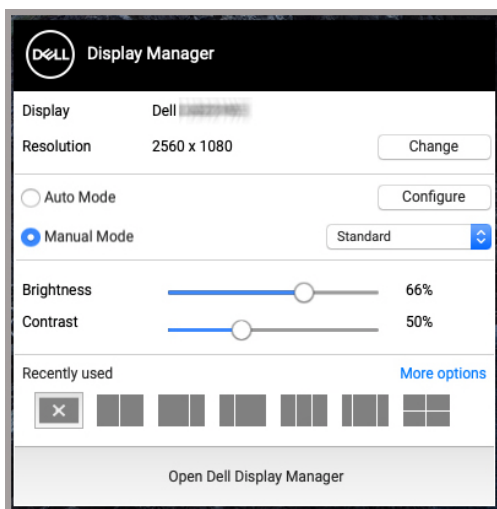 DELL Display Manager
Display Dell
Resolution 2560 x 1080 Change
Auto Mode Configure
Manual Mode Standard
Brightness 66%
Contrast 50%
Recently used More options
Open Dell Display Manager